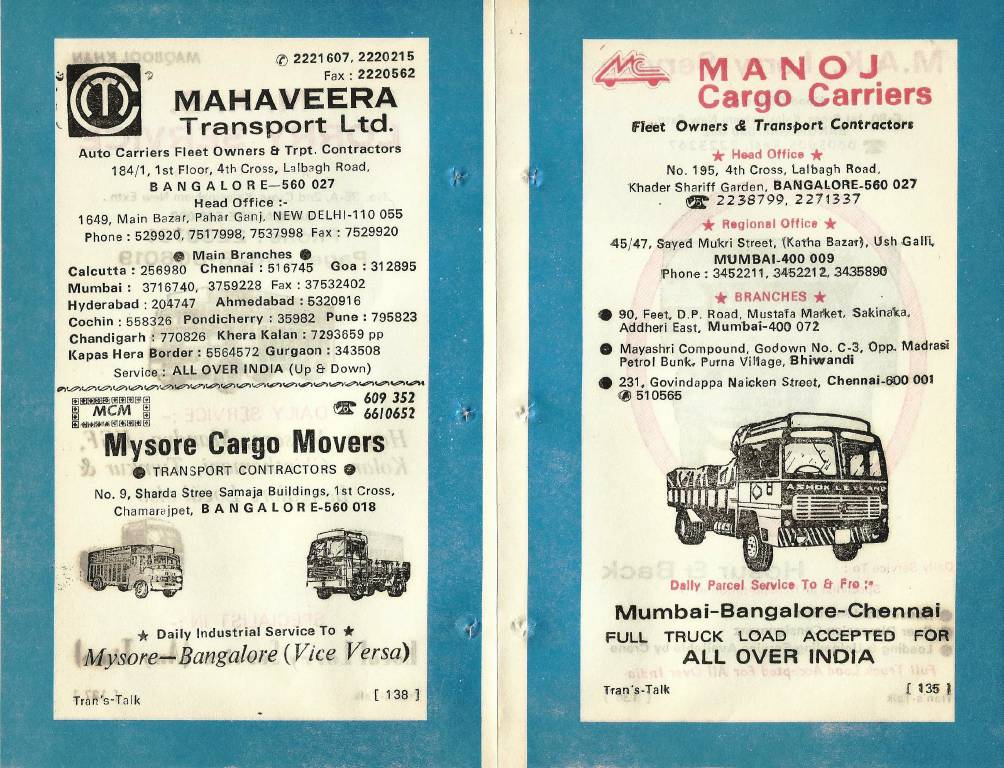 ✆ 2221607, 2220215
Fax : 2220562
MAHAVEERA
Transport Ltd.
Auto Carriers Fleet Owners & Trpt. Contractors
184/1, 1st Floor, 4th Cross, Lalbagh Road,
BANGALORE—560 027
Head Office :-
1649, Main Bazar, Pahar Ganj, NEW DELHI-110 055
Phone : 529920, 7517998, 7537998 Fax : 7529920
● Main Branches ●
Calcutta : 256980 Chennai : 516745 Goa : 312895
Mumbai : 3716740, 3759228 Fax : 37532402
Hyderabad : 204747 Ahmedabad : 5320916
Cochin : 558326 Pondicherry : 35982 Pune : 795823
Chandigarh : 770826 Khera Kalan : 7293659 pp
Kapas Hera Border : 5564572 Gurgaon : 343508
Service : ALL OVER INDIA (Up & Down)
MCM
☎ 609 352
6610652
Mysore Cargo Movers
● TRANSPORT CONTRACTORS ●
No. 9, Sharda Stree Samaja Buildings, 1st Cross,
Chamarajpet, BANGALORE-560 018
★ Daily Industrial Service To ★
Mysore—Bangalore (Vice Versa)
Tran's-Talk [ 138 ]
MCC
MANOJ
Cargo Carriers
Fleet Owners & Transport Contractors
★ Head Office ★
No. 195, 4th Cross, Lalbagh Road,
Khader Shariff Garden, BANGALORE-560 027
☎ 2238799, 2271337
★ Regional Office ★
45/47, Sayed Mukri Street, (Katha Bazar), Ush Galli,
MUMBAI-400 009
Phone : 3452211, 3452212, 3435890
★ BRANCHES ★
● 90, Feet, D.P. Road, Mustafa Market, Sakinaka,
Addheri East, Mumbai-400 072
● Mayashri Compound, Godown No. C-3, Opp. Madrasi
Petrol Bunk, Purna Village, Bhiwandi
● 231, Govindappa Naicken Street, Chennai-600 001
✆ 510565
ASHOK LEYLAND
Daily Parcel Service To & Fro :-
Mumbai-Bangalore-Chennai
FULL TRUCK LOAD ACCEPTED FOR
ALL OVER INDIA
Tran's-Talk [ 135 ]